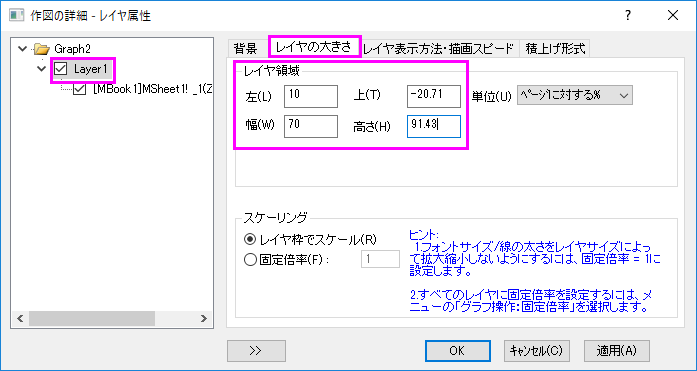 作図の詳細 - レイヤ属性
Graph2
Layer1
[MBook1]MSheet1! _1(Z
背景
レイヤの大きさ
レイヤ表示方法・描画スピード
積上げ形式
レイヤ領域
左(L) 10 上(T) -20.71 単位(U) ページに対する%
幅(W) 70 高さ(H) 91.43
スケーリング
レイヤ枠でスケール(R)
固定倍率(F) : 1
ヒント:
1.フォントサイズ/線の太さをレイヤサイズによっ
て拡大縮小しないようにするには、固定倍率 = 1に
設定します。
2.すべてのレイヤに固定倍率を設定するには、メ
ニューの「グラフ操作:固定倍率」を選択します。
>>
OK
キャンセル(C)
適用(A)